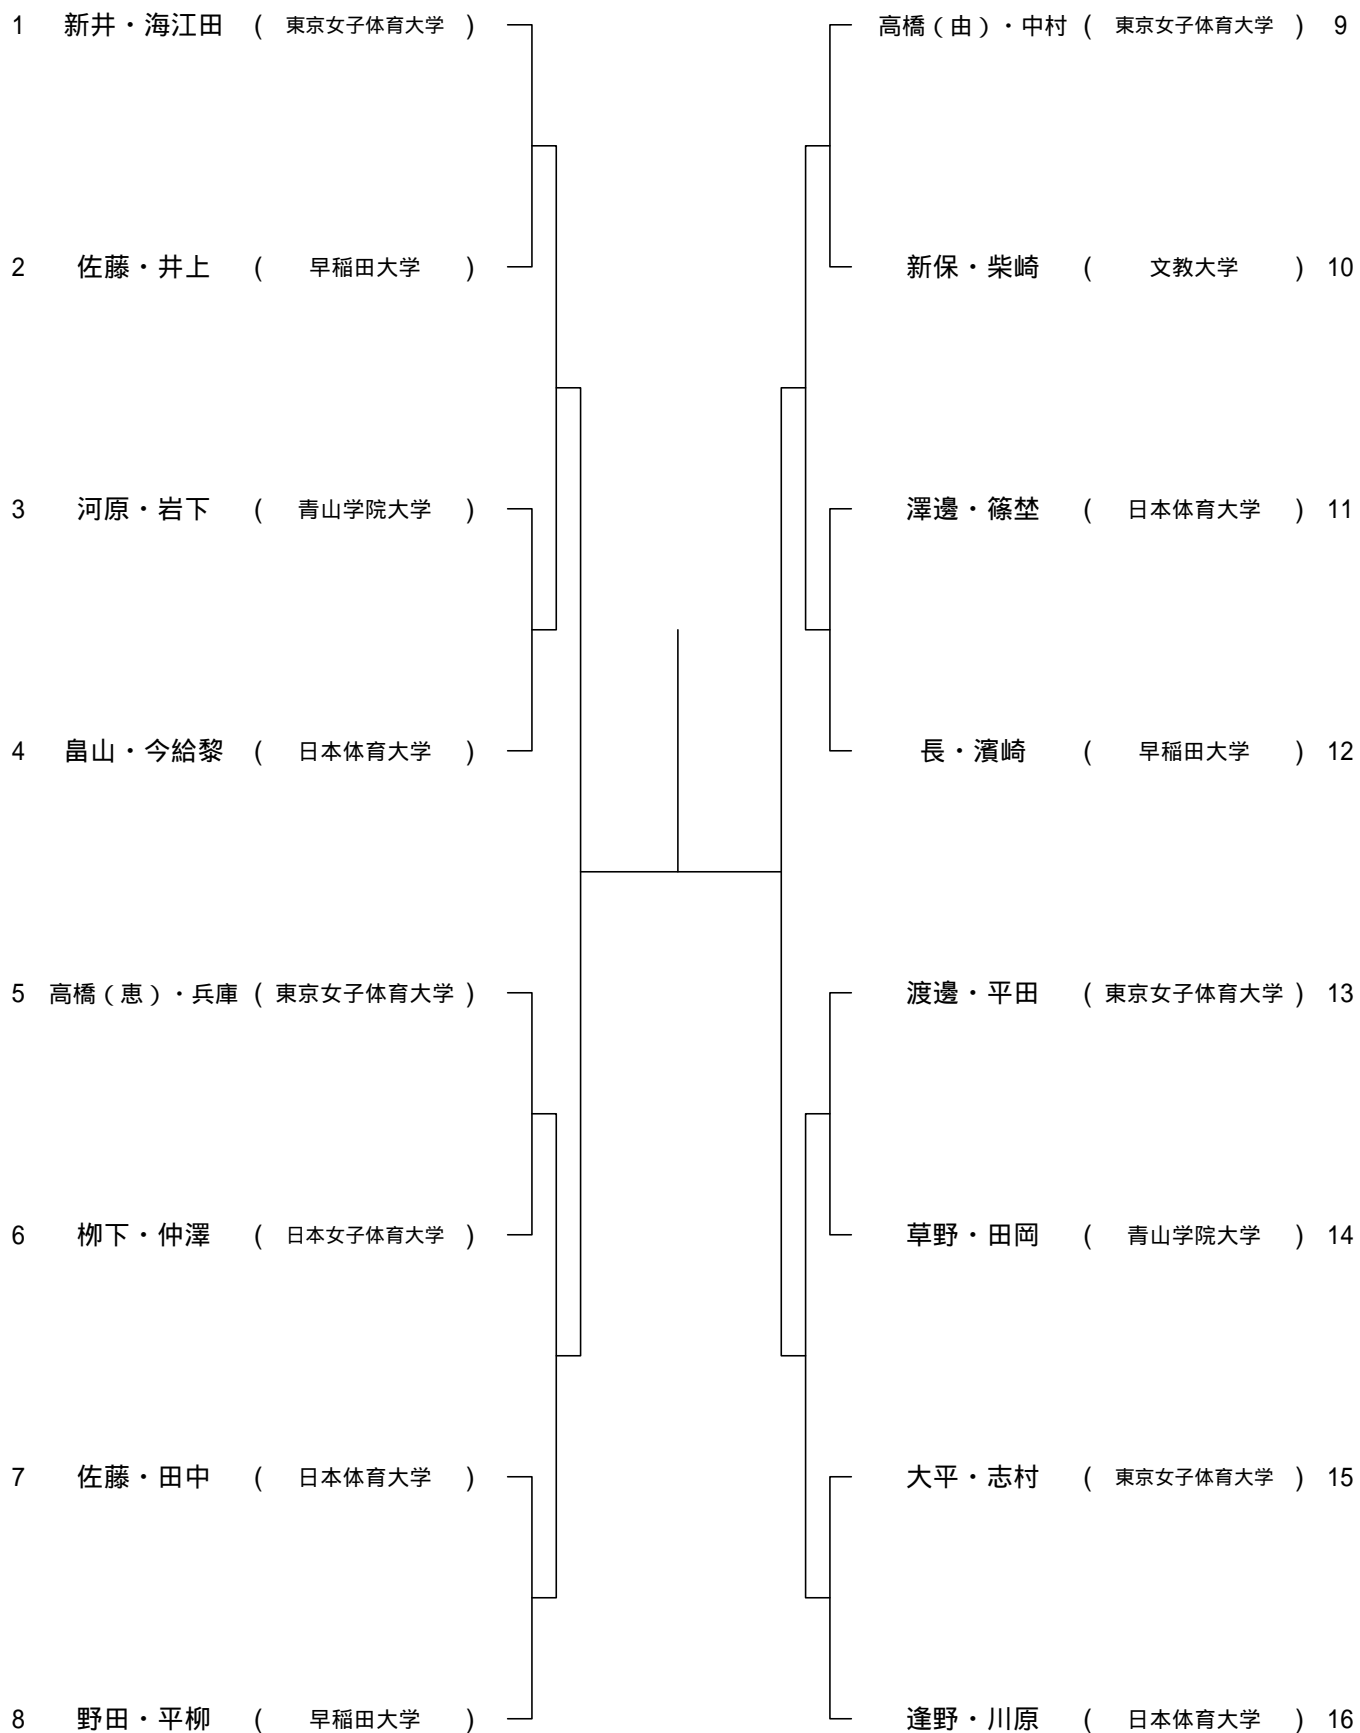 1 新井・海江田 ( 東京女子体育大学 )
2 佐藤・井上 ( 早稲田大学 )
3 河原・岩下 ( 青山学院大学 )
4 畠山・今給黎 ( 日本体育大学 )
5 高橋（恵）・兵庫 ( 東京女子体育大学 )
6 栁下・仲澤 ( 日本女子体育大学 )
7 佐藤・田中 ( 日本体育大学 )
8 野田・平柳 ( 早稲田大学 )
高橋（由）・中村 ( 東京女子体育大学 ) 9
新保・柴崎 ( 文教大学 ) 10
澤邊・篠埜 ( 日本体育大学 ) 11
長・濱崎 ( 早稲田大学 ) 12
渡邊・平田 ( 東京女子体育大学 ) 13
草野・田岡 ( 青山学院大学 ) 14
大平・志村 ( 東京女子体育大学 ) 15
逢野・川原 ( 日本体育大学 ) 16